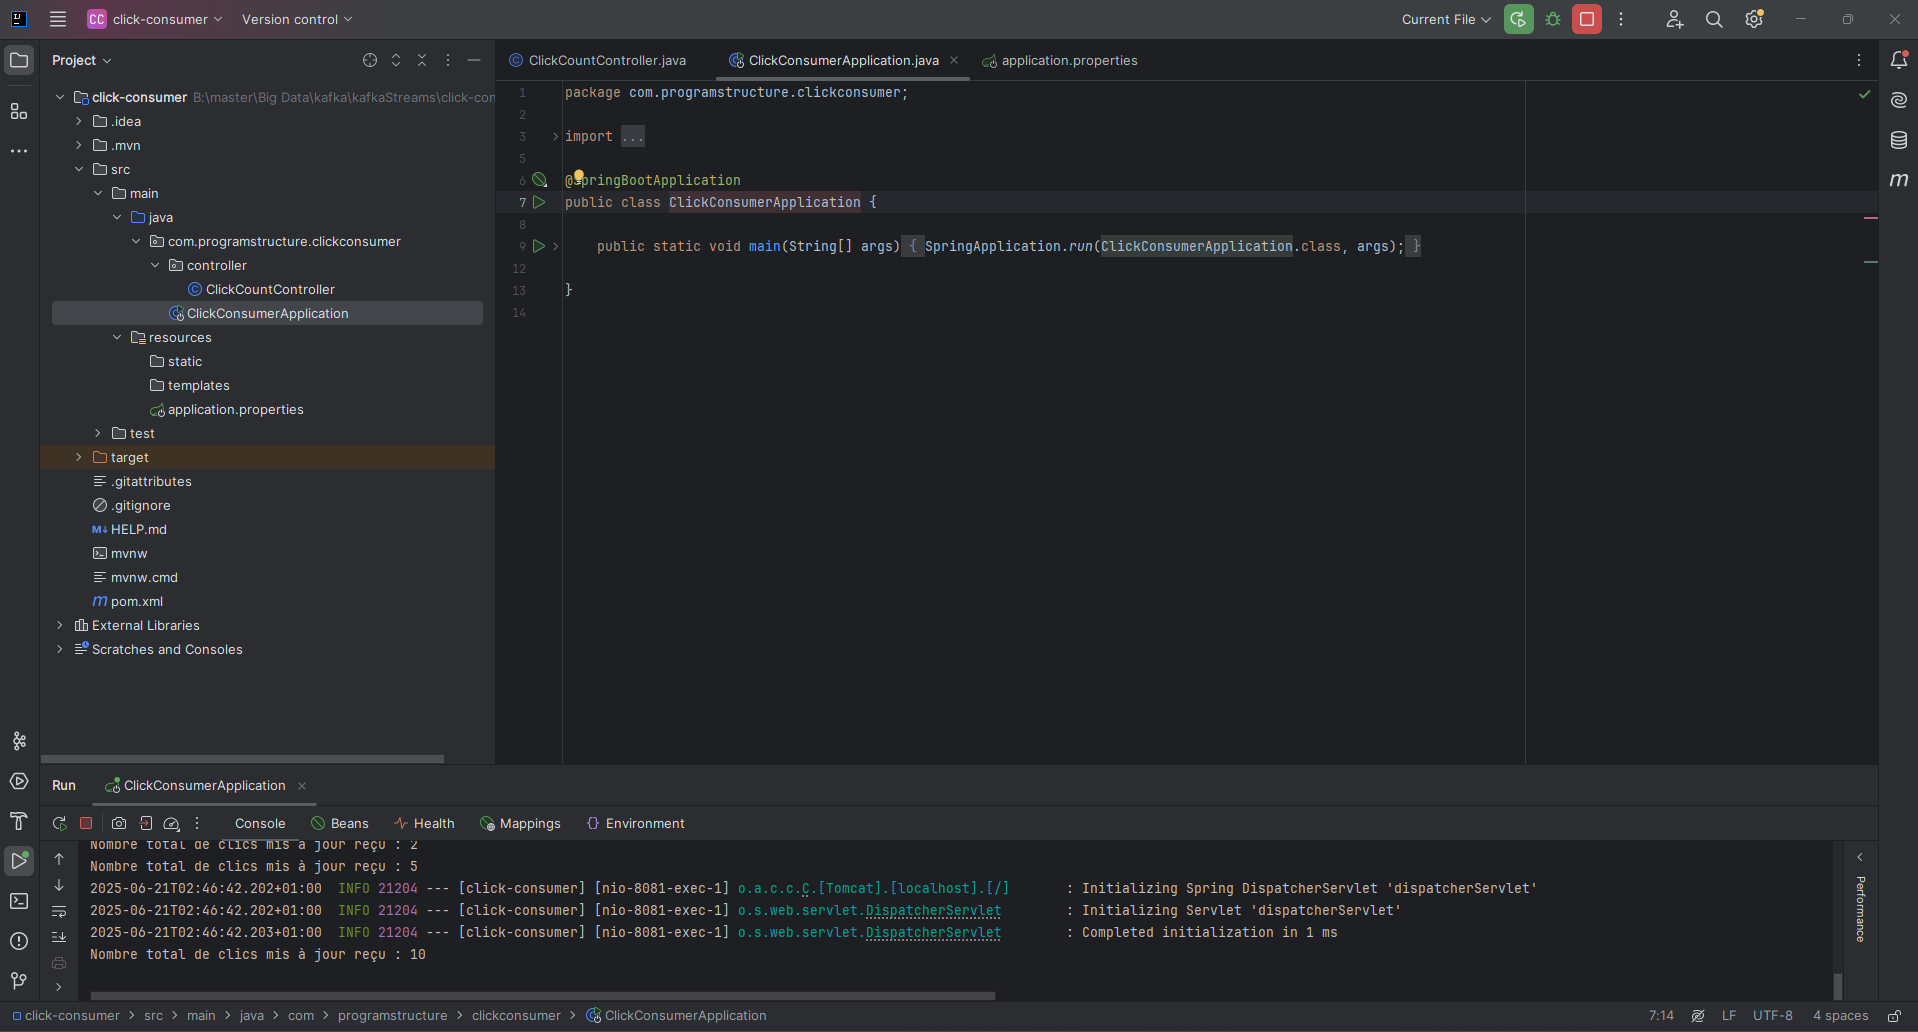 CC click-consumer Version control Current File
Project
ClickCountController.java ClickConsumerApplication.java application.properties
click-consumer B:\master\Big Data\kafka\kafkaStreams\click-con
.idea
.mvn
src
main
java
com.programstructure.clickconsumer
controller
ClickCountController
ClickConsumerApplication
resources
static
templates
application.properties
test
target
.gitattributes
.gitignore
M↓ HELP.md
mvnw
mvnw.cmd
m pom.xml
External Libraries
Scratches and Consoles
1 package com.programstructure.clickconsumer;
2
3 import ...
5
6 @SpringBootApplication
7 public class ClickConsumerApplication {
8
9 public static void main(String[] args) { SpringApplication.run(ClickConsumerApplication.class, args); }
12
13 }
14
Run ClickConsumerApplication
Console Beans Health Mappings Environment
Nombre total de clics mis à jour reçu : 2
Nombre total de clics mis à jour reçu : 5
2025-06-21T02:46:42.202+01:00 INFO 21204 --- [click-consumer] [nio-8081-exec-1] o.a.c.c.C.[Tomcat].[localhost].[/] : Initializing Spring DispatcherServlet 'dispatcherServlet'
2025-06-21T02:46:42.202+01:00 INFO 21204 --- [click-consumer] [nio-8081-exec-1] o.s.web.servlet.DispatcherServlet : Initializing Servlet 'dispatcherServlet'
2025-06-21T02:46:42.203+01:00 INFO 21204 --- [click-consumer] [nio-8081-exec-1] o.s.web.servlet.DispatcherServlet : Completed initialization in 1 ms
Nombre total de clics mis à jour reçu : 10
Performance
click-consumer > src > main > java > com > programstructure > clickconsumer > ClickConsumerApplication 7:14 LF UTF-8 4 spaces